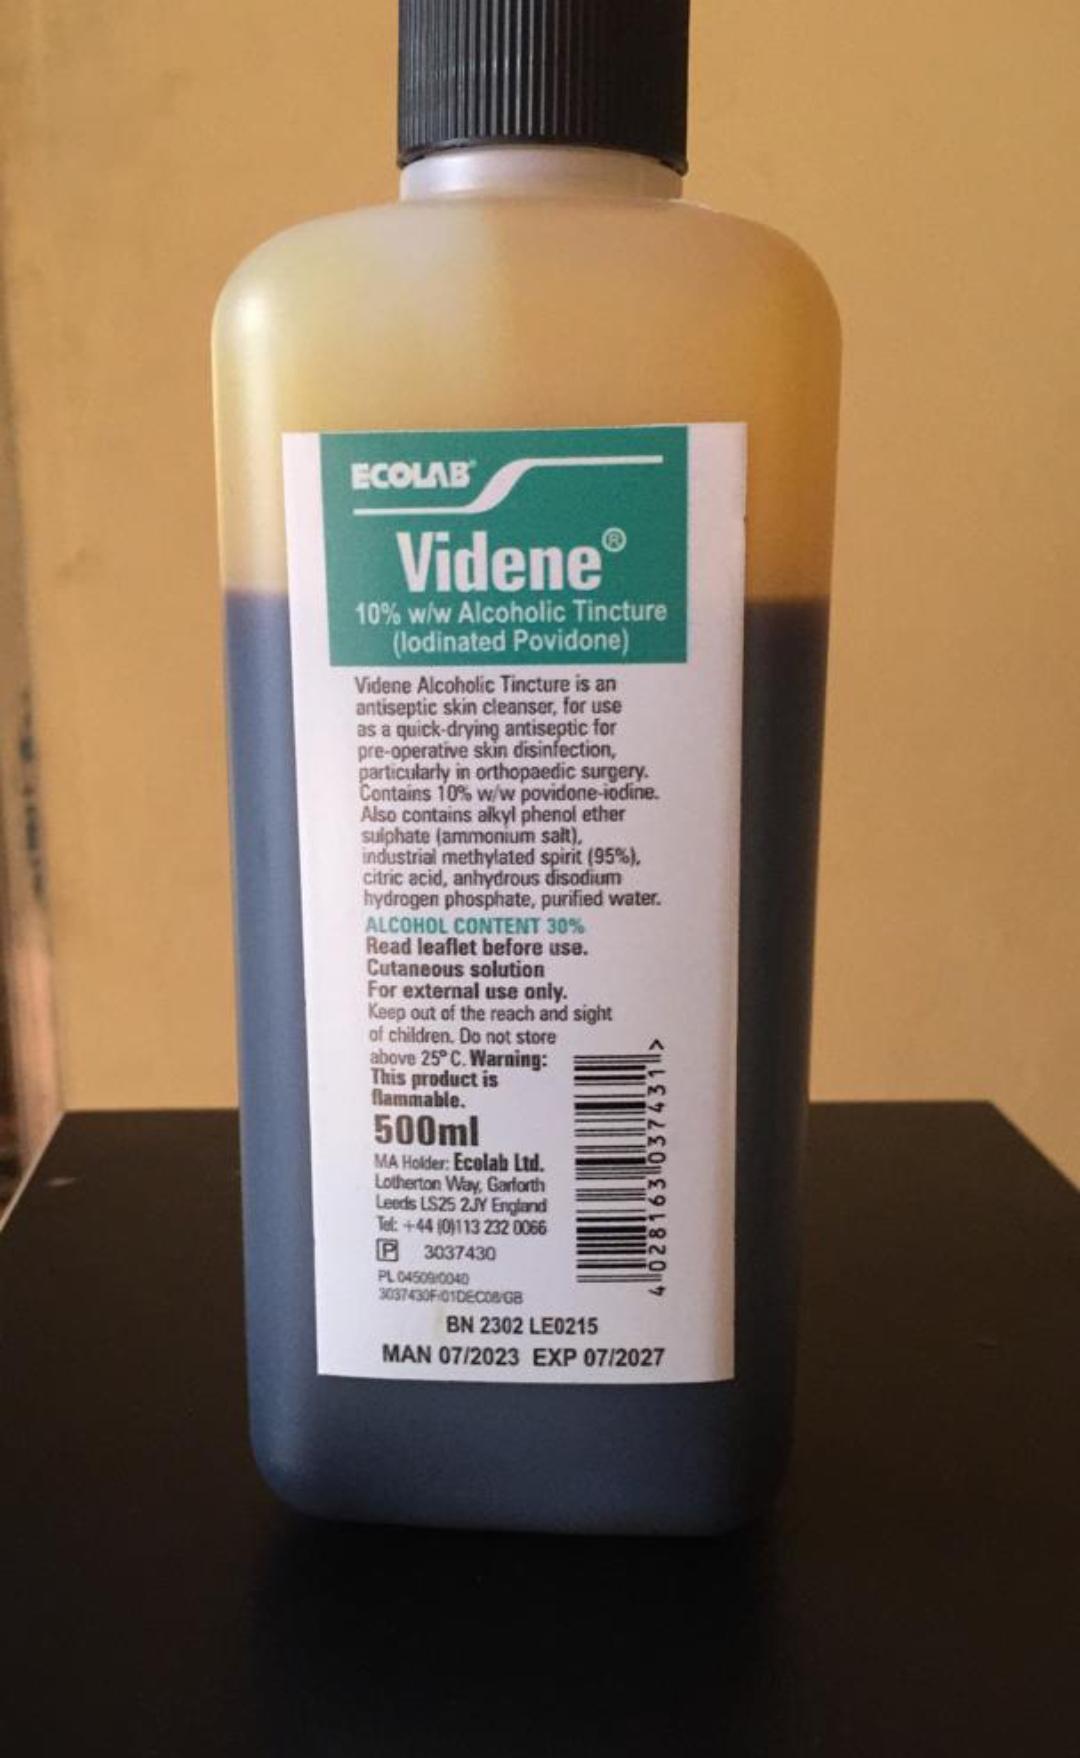 ECOLAB®
Videne®
10% w/w Alcoholic Tincture
(Iodinated Povidone)
Videne Alcoholic Tincture is an
antiseptic skin cleanser, for use
as a quick-drying antiseptic for
pre-operative skin disinfection,
particularly in orthopaedic surgery.
Contains 10% w/w povidone-iodine.
Also contains alkyl phenol ether
sulphate (ammonium salt),
industrial methylated spirit (95%),
citric acid, anhydrous disodium
hydrogen phosphate, purified water.
ALCOHOL CONTENT 30%
Read leaflet before use.
Cutaneous solution
For external use only.
Keep out of the reach and sight
of children. Do not store
above 25°C. Warning:
This product is
flammable.
500ml
MA Holder: Ecolab Ltd.
Lotherton Way, Garforth
Leeds LS25 2JY England
Tel: +44 (0)113 232 0066
P 3037430
PL 04509/0040
3037430F/01DEC08/GB
4 028163 037431 >
BN 2302 LE0215
MAN 07/2023 EXP 07/2027